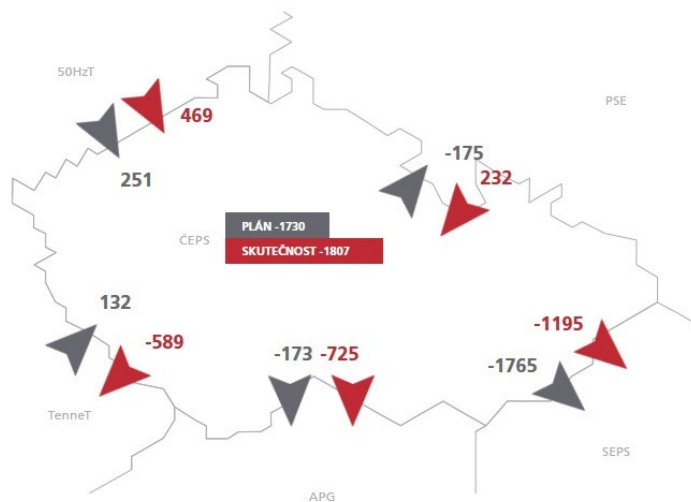 50HzT
PSE
469
-175
251
232
PLÁN -1730
ČEPS
SKUTEČNOST -1807
132
-1195
-589
-173
-725
-1765
TenneT
SEPS
APG